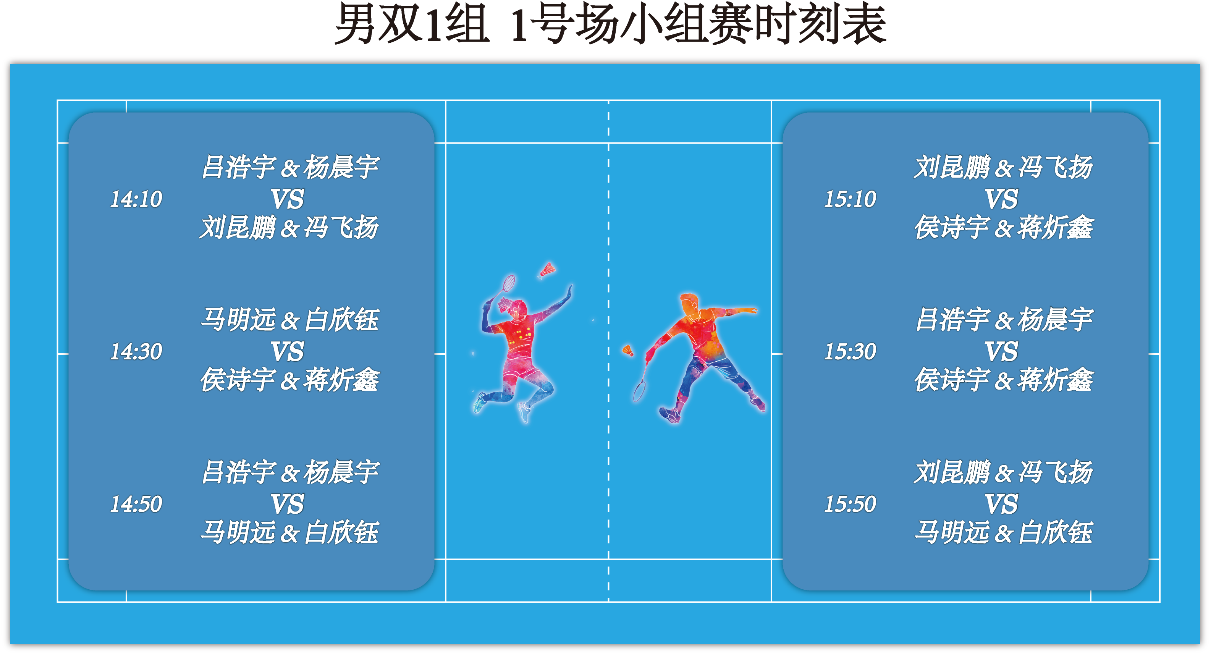 男双1组 1号场小组赛时刻表
14:10
吕浩宇 & 杨晨宇
VS
刘昆鹏 & 冯飞扬
14:30
马明远 & 白欣钰
VS
侯诗宇 & 蒋炘鑫
14:50
吕浩宇 & 杨晨宇
VS
马明远 & 白欣钰
15:10
刘昆鹏 & 冯飞扬
VS
侯诗宇 & 蒋炘鑫
15:30
吕浩宇 & 杨晨宇
VS
侯诗宇 & 蒋炘鑫
15:50
刘昆鹏 & 冯飞扬
VS
马明远 & 白欣钰